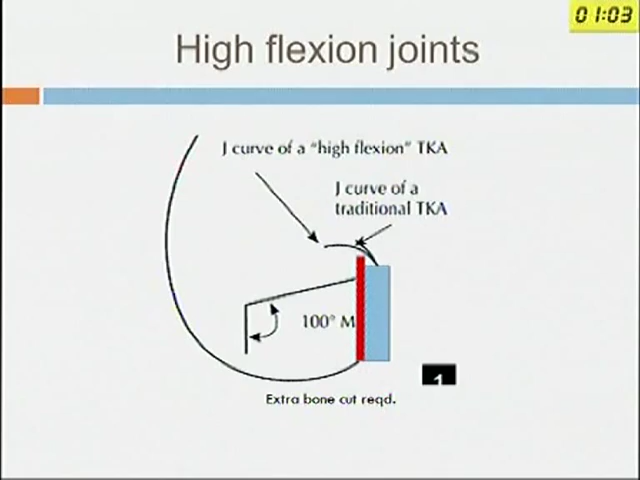 01:03
High flexion joints
J curve of a "high flexion" TKA
J curve of a
traditional TKA
100° M
1
Extra bone cut reqd.